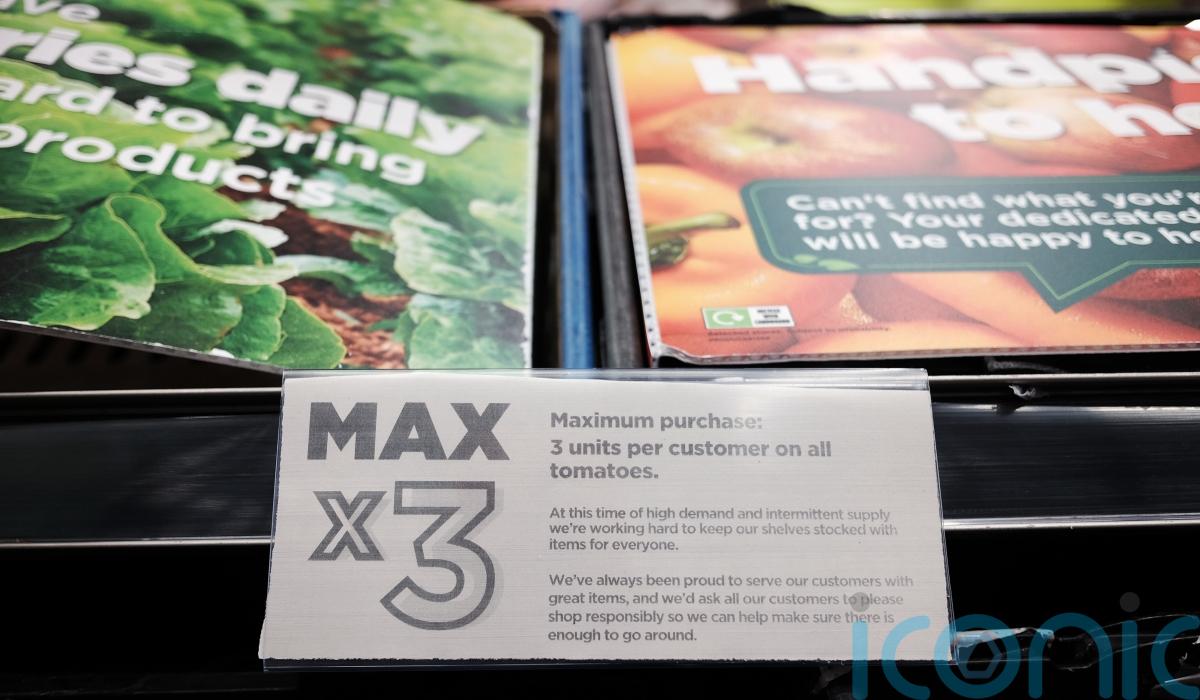 ries daily
ard to bring
products
Handpi
to he
Can't find what you'r
for? Your dedicated
will be happy to he
MAX
x3
Maximum purchase:
3 units per customer on all
tomatoes.
At this time of high demand and intermittent supply
we're working hard to keep our shelves stocked with
items for everyone.
We've always been proud to serve our customers with
great items, and we'd ask all our customers to please
shop responsibly so we can help make sure there is
enough to go around.
iconic